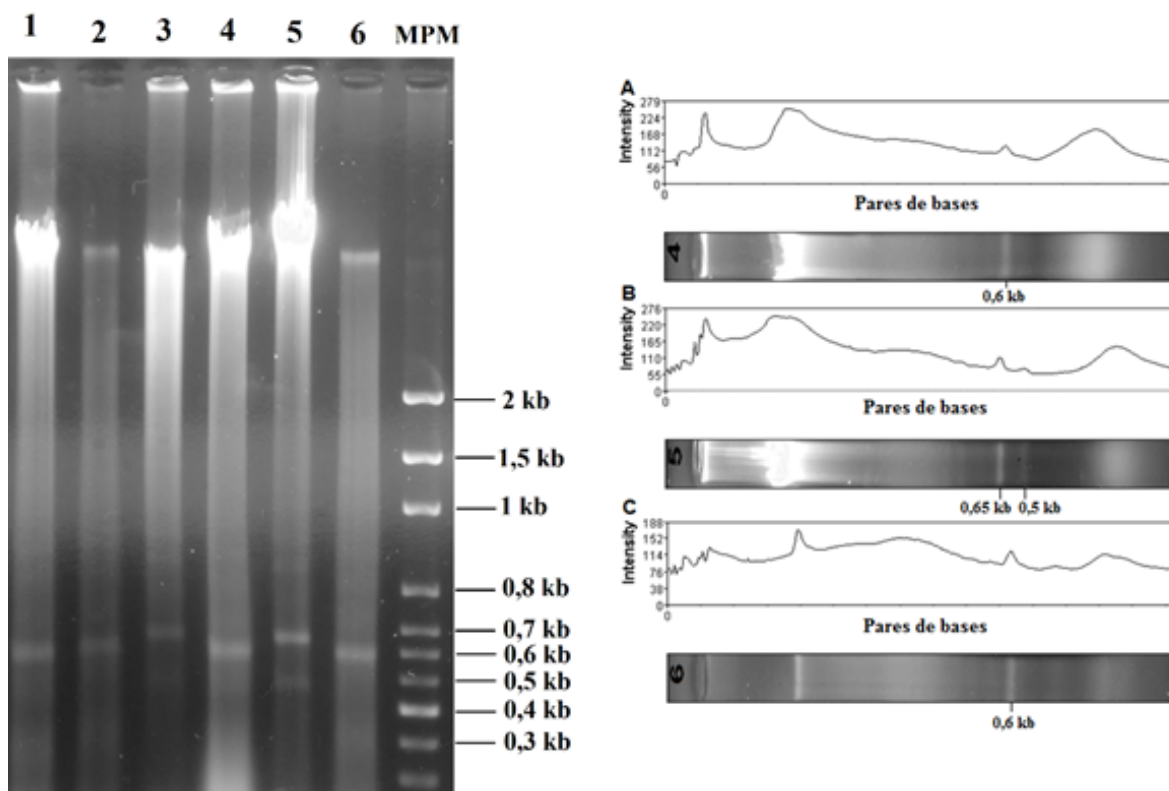 1 2 3 4 5 6 MPM
2 kb
1,5 kb
1 kb
0,8 kb
0,7 kb
0,6 kb
0,5 kb
0,4 kb
0,3 kb
A
Intensity
279
224
168
112
56
0
0
Pares de bases
4
0,6 kb
B
Intensity
276
220
165
110
55
0
0
Pares de bases
5
0,65 kb 0,5 kb
C
Intensity
188
152
114
76
38
0
0
Pares de bases
6
0,6 kb